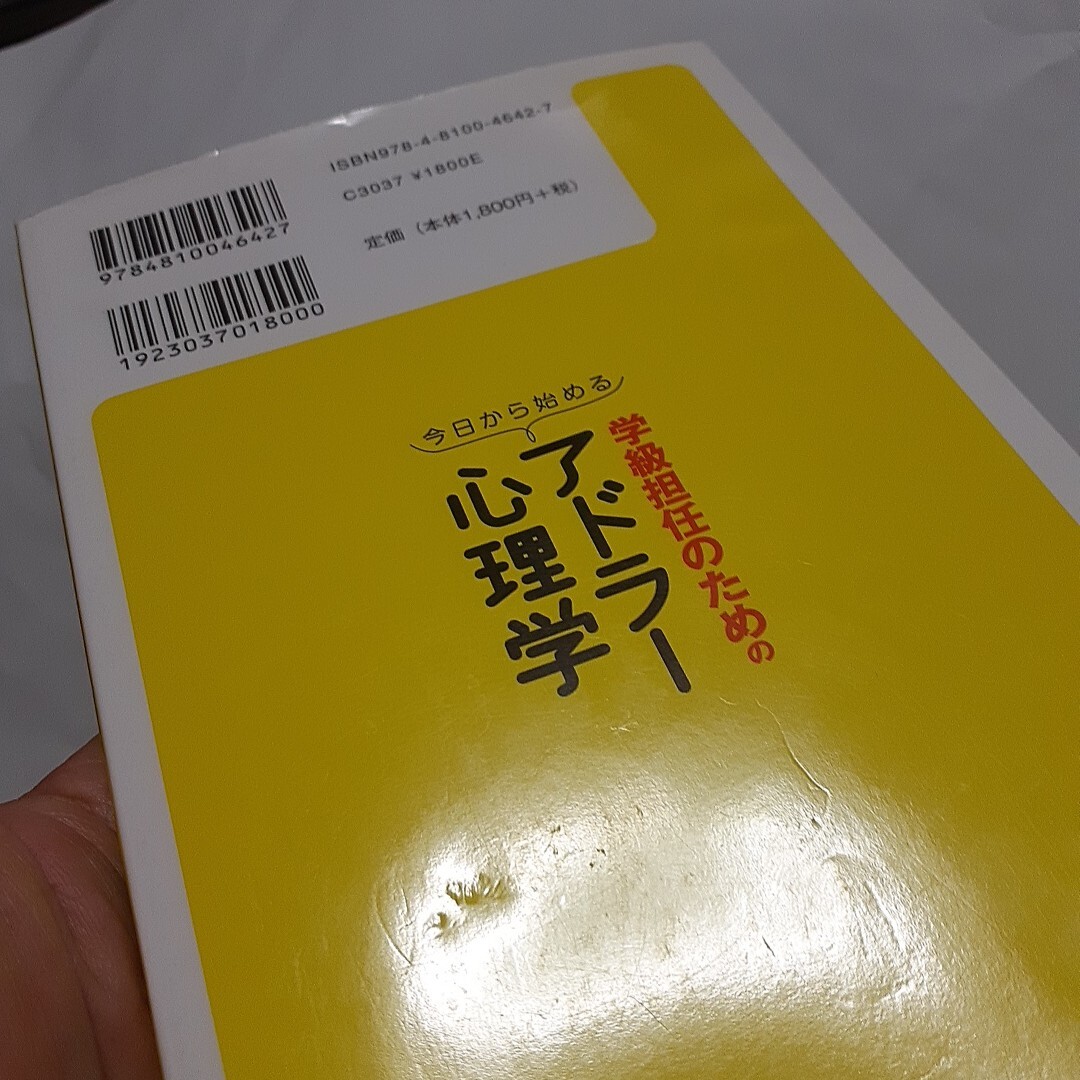 ISBN978-4-8100-4642-7
C3037 ¥1800E
定価（本体1,800円＋税）
9784810046427
1923037018000
今日から始める
学級担任のための
アドラー
心理学